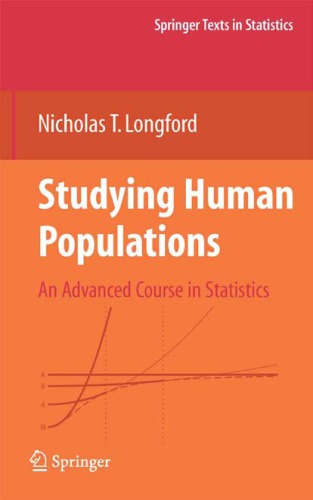 Springer Texts in Statistics
Nicholas T. Longford
Studying Human
Populations
An Advanced Course in Statistics
A
B
A
B
Springer